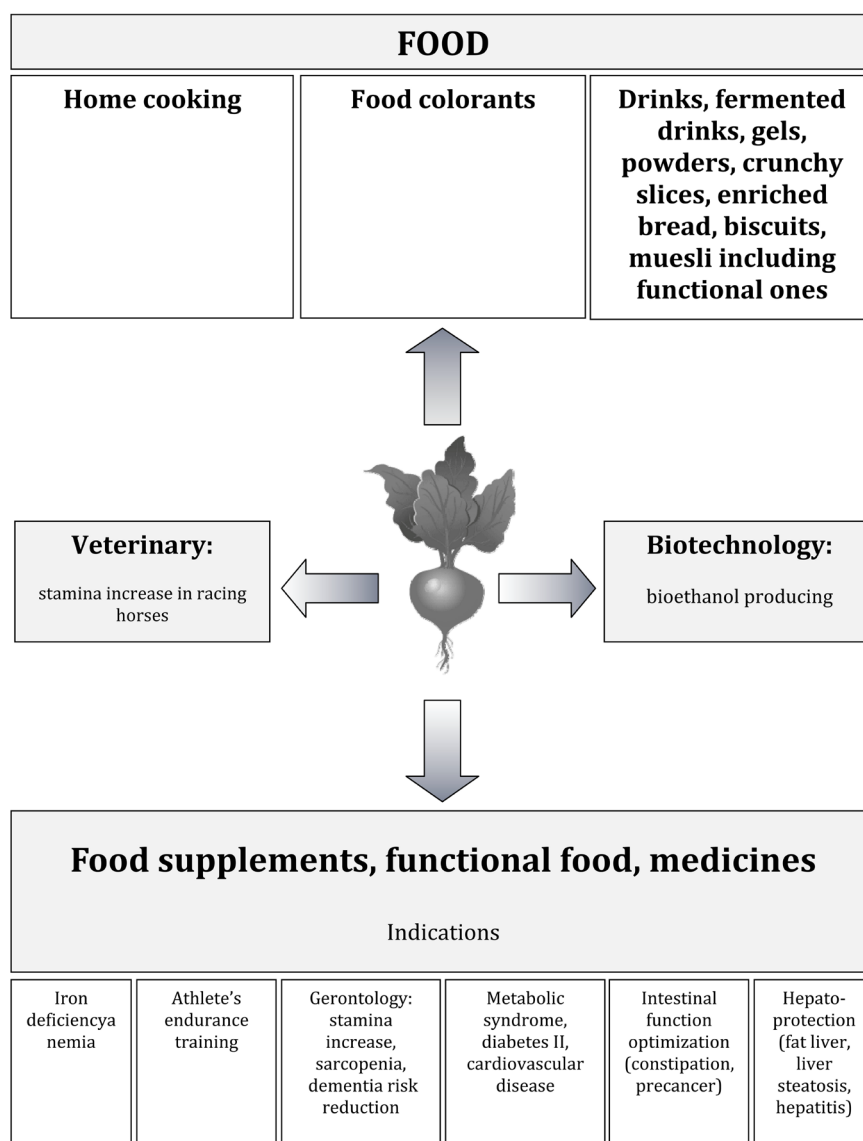 FOOD
Home cooking
Food colorants
Drinks, fermented
drinks, gels,
powders, crunchy
slices, enriched
bread, biscuits,
muesli including
functional ones
Veterinary:
stamina increase in racing
horses
Biotechnology:
bioethanol producing
Food supplements, functional food, medicines
Indications
Iron
deficiencya
nemia
Athlete’s
endurance
training
Gerontology:
stamina
increase,
sarcopenia,
dementia risk
reduction
Metabolic
syndrome,
diabetes II,
cardiovascular
disease
Intestinal
function
optimization
(constipation,
precancer)
Hepato-
protection
(fat liver,
liver
steatosis,
hepatitis)